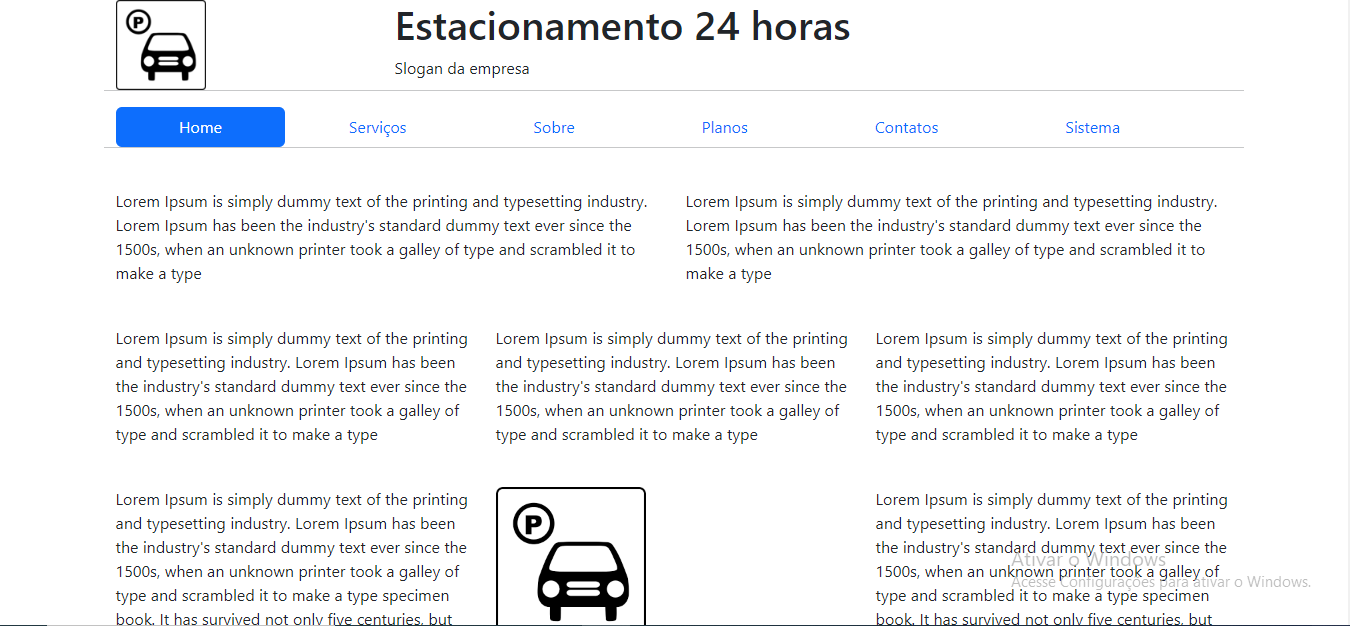 P
Estacionamento 24 horas
Slogan da empresa
Home Serviços Sobre Planos Contatos Sistema
Lorem Ipsum is simply dummy text of the printing and typesetting industry.
Lorem Ipsum has been the industry's standard dummy text ever since the
1500s, when an unknown printer took a galley of type and scrambled it to
make a type
Lorem Ipsum is simply dummy text of the printing and typesetting industry.
Lorem Ipsum has been the industry's standard dummy text ever since the
1500s, when an unknown printer took a galley of type and scrambled it to
make a type
Lorem Ipsum is simply dummy text of the printing
and typesetting industry. Lorem Ipsum has been
the industry's standard dummy text ever since the
1500s, when an unknown printer took a galley of
type and scrambled it to make a type
Lorem Ipsum is simply dummy text of the printing
and typesetting industry. Lorem Ipsum has been
the industry's standard dummy text ever since the
1500s, when an unknown printer took a galley of
type and scrambled it to make a type
Lorem Ipsum is simply dummy text of the printing
and typesetting industry. Lorem Ipsum has been
the industry's standard dummy text ever since the
1500s, when an unknown printer took a galley of
type and scrambled it to make a type
Lorem Ipsum is simply dummy text of the printing
and typesetting industry. Lorem Ipsum has been
the industry's standard dummy text ever since the
1500s, when an unknown printer took a galley of
type and scrambled it to make a type specimen
book. It has survived not only five centuries, but
P
Lorem Ipsum is simply dummy text of the printing
and typesetting industry. Lorem Ipsum has been
the industry's standard dummy text ever since the
1500s, when an unknown printer took a galley of
type and scrambled it to make a type specimen
book. It has survived not only five centuries, but
Ativar o Windows
Acesse Configurações para ativar o Windows.